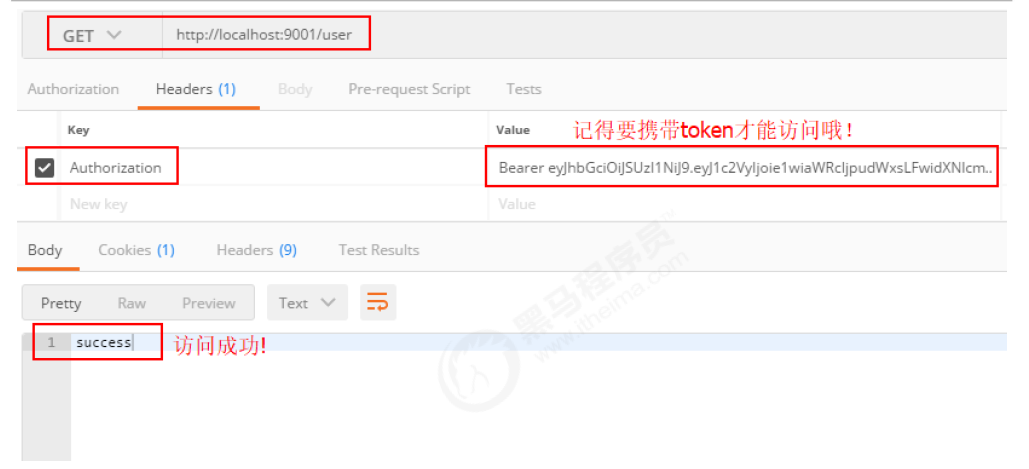 GET http://localhost:9001/user
Authorization Headers (1) Body Pre-request Script Tests
Key Value 记得要携带token才能访问哦！
Authorization Bearer eyJhbGciOiJSUzI1NiJ9.eyJ1c2VyIjoie1wiaWRcIjpudWxsLFwidXNlcm..
New key Value
Body Cookies (1) Headers (9) Test Results
Pretty Raw Preview Text
1 success 访问成功!
黑马程序员™
www.itheima.com